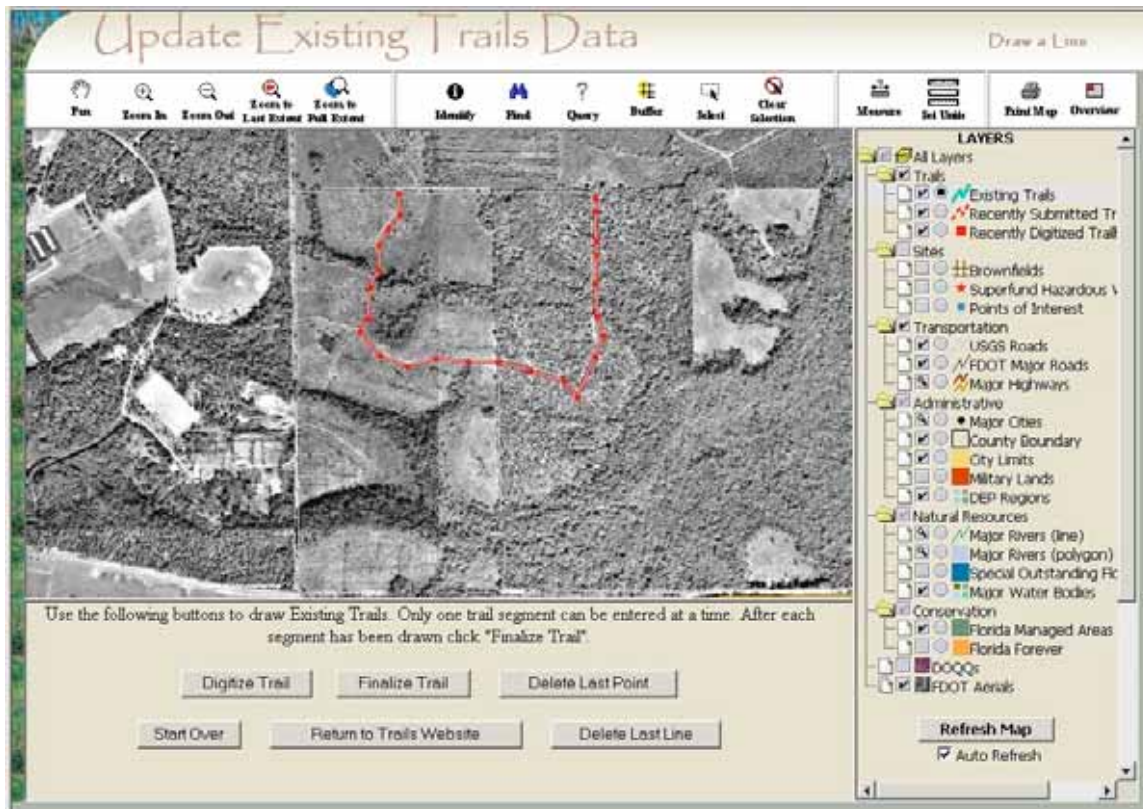 Update Existing Trails Data
Draw a Line
Pan
Zoom In
Zoom Out
Zoom to
Last Extent
Zoom to
Full Extent
Identify
Find
Query
Buffer
Select
Clear
Selection
Measure
Set Units
Print Map
Overview
LAYERS
All Layers
Trails
Existing Trails
Recently Submitted Tr
Recently Digitized Trail
Sites
Brownfields
Superfund Hazardous W
Points of Interest
Transportation
USGS Roads
FDOT Major Roads
Major Highways
Administrative
Major Cities
County Boundary
City Limits
Military Lands
DEP Regions
Natural Resources
Major Rivers (line)
Major Rivers (polygon)
Special Outstanding Flo
Major Water Bodies
Conservation
Florida Managed Areas
Florida Forever
DOQQs
FDOT Aerials
Refresh Map
Auto Refresh
Use the following buttons to draw Existing Trails. Only one trail segment can be entered at a time. After each
segment has been drawn click "Finalize Trail".
Digitize Trail
Finalize Trail
Delete Last Point
Start Over
Return to Trails Website
Delete Last Line